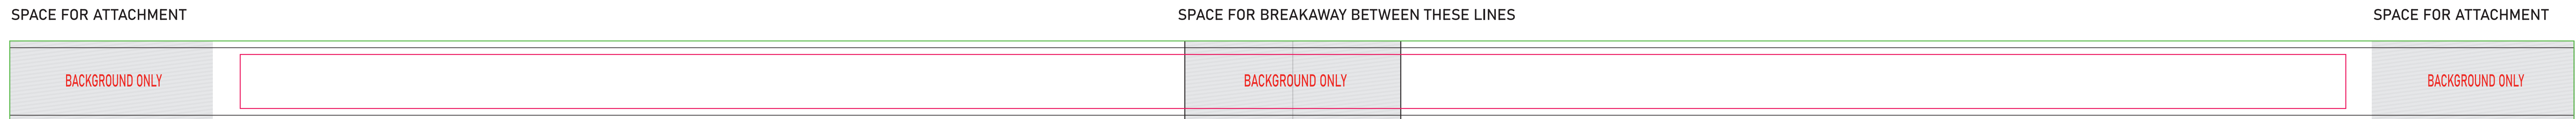 SPACE FOR ATTACHMENT
SPACE FOR BREAKAWAY BETWEEN THESE LINES
SPACE FOR ATTACHMENT
BACKGROUND ONLY
BACKGROUND ONLY
BACKGROUND ONLY